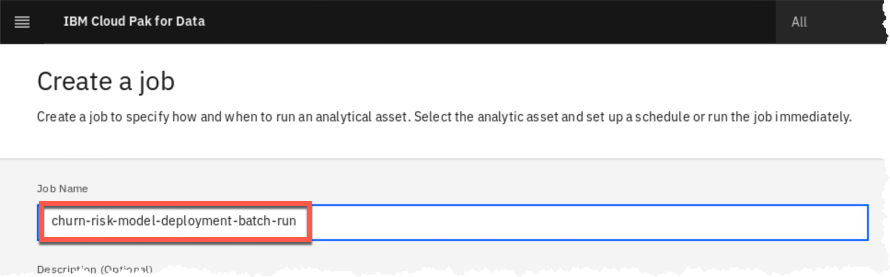 IBM Cloud Pak for Data
All
Create a job
Create a job to specify how and when to run an analytical asset. Select the analytic asset and set up a schedule or run the job immediately.
Job Name
churn-risk-model-deployment-batch-run
Description (Optional)